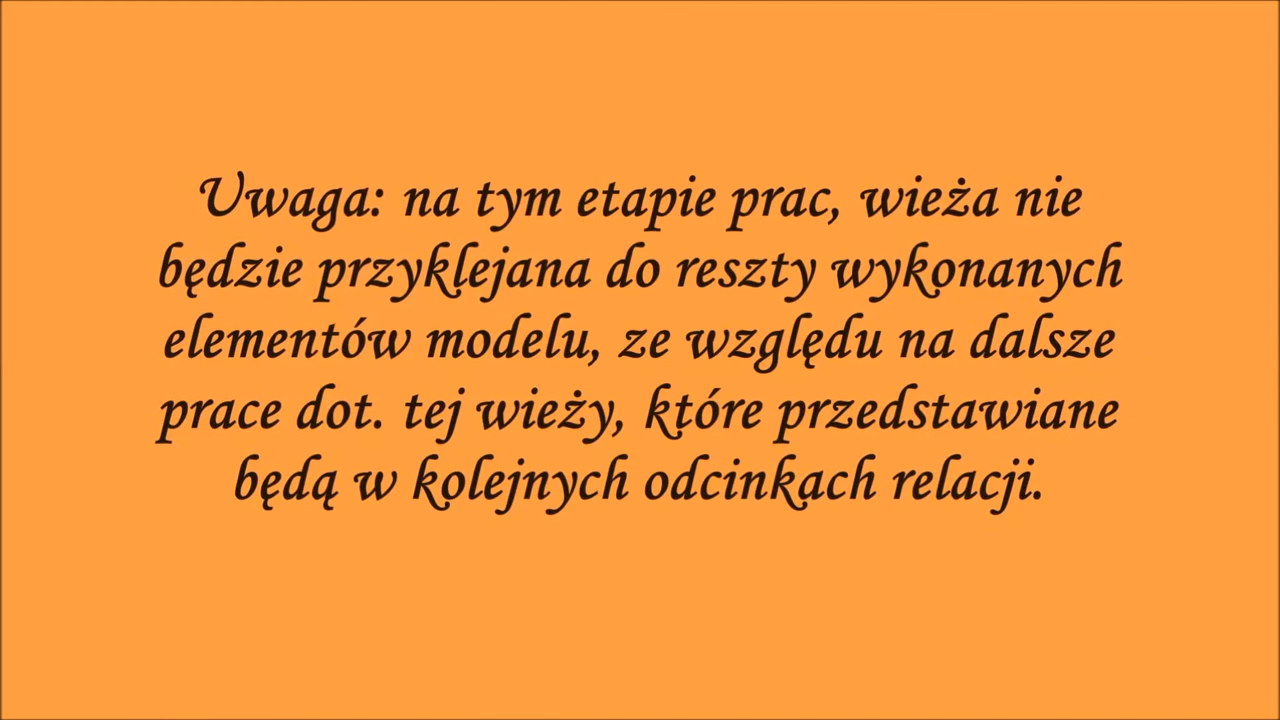 Uwaga: na tym etapie prac, wieża nie
będzie przyklejana do reszty wykonanych
elementów modelu, ze względu na dalsze
prace dot. tej wieży, które przedstawiane
będą w kolejnych odcinkach relacji.